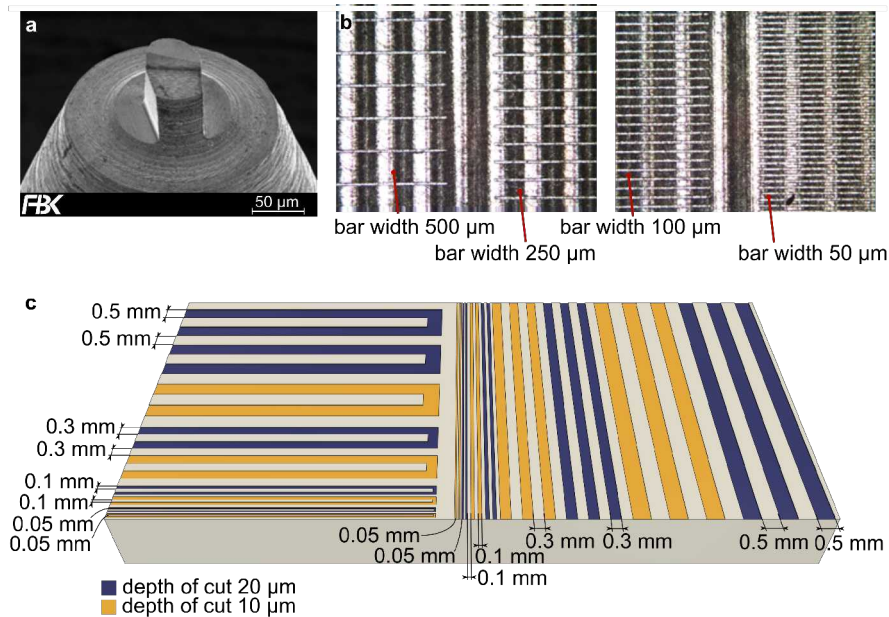 a
FBK
50 µm
b
bar width 500 µm
bar width 250 µm
bar width 100 µm
bar width 50 µm
c
0.5 mm
0.5 mm
0.3 mm
0.3 mm
0.1 mm
0.1 mm
0.05 mm
0.05 mm
0.05 mm
0.05 mm
0.1 mm
0.1 mm
0.3 mm
0.3 mm
0.5 mm
0.5 mm
depth of cut 20 µm
depth of cut 10 µm